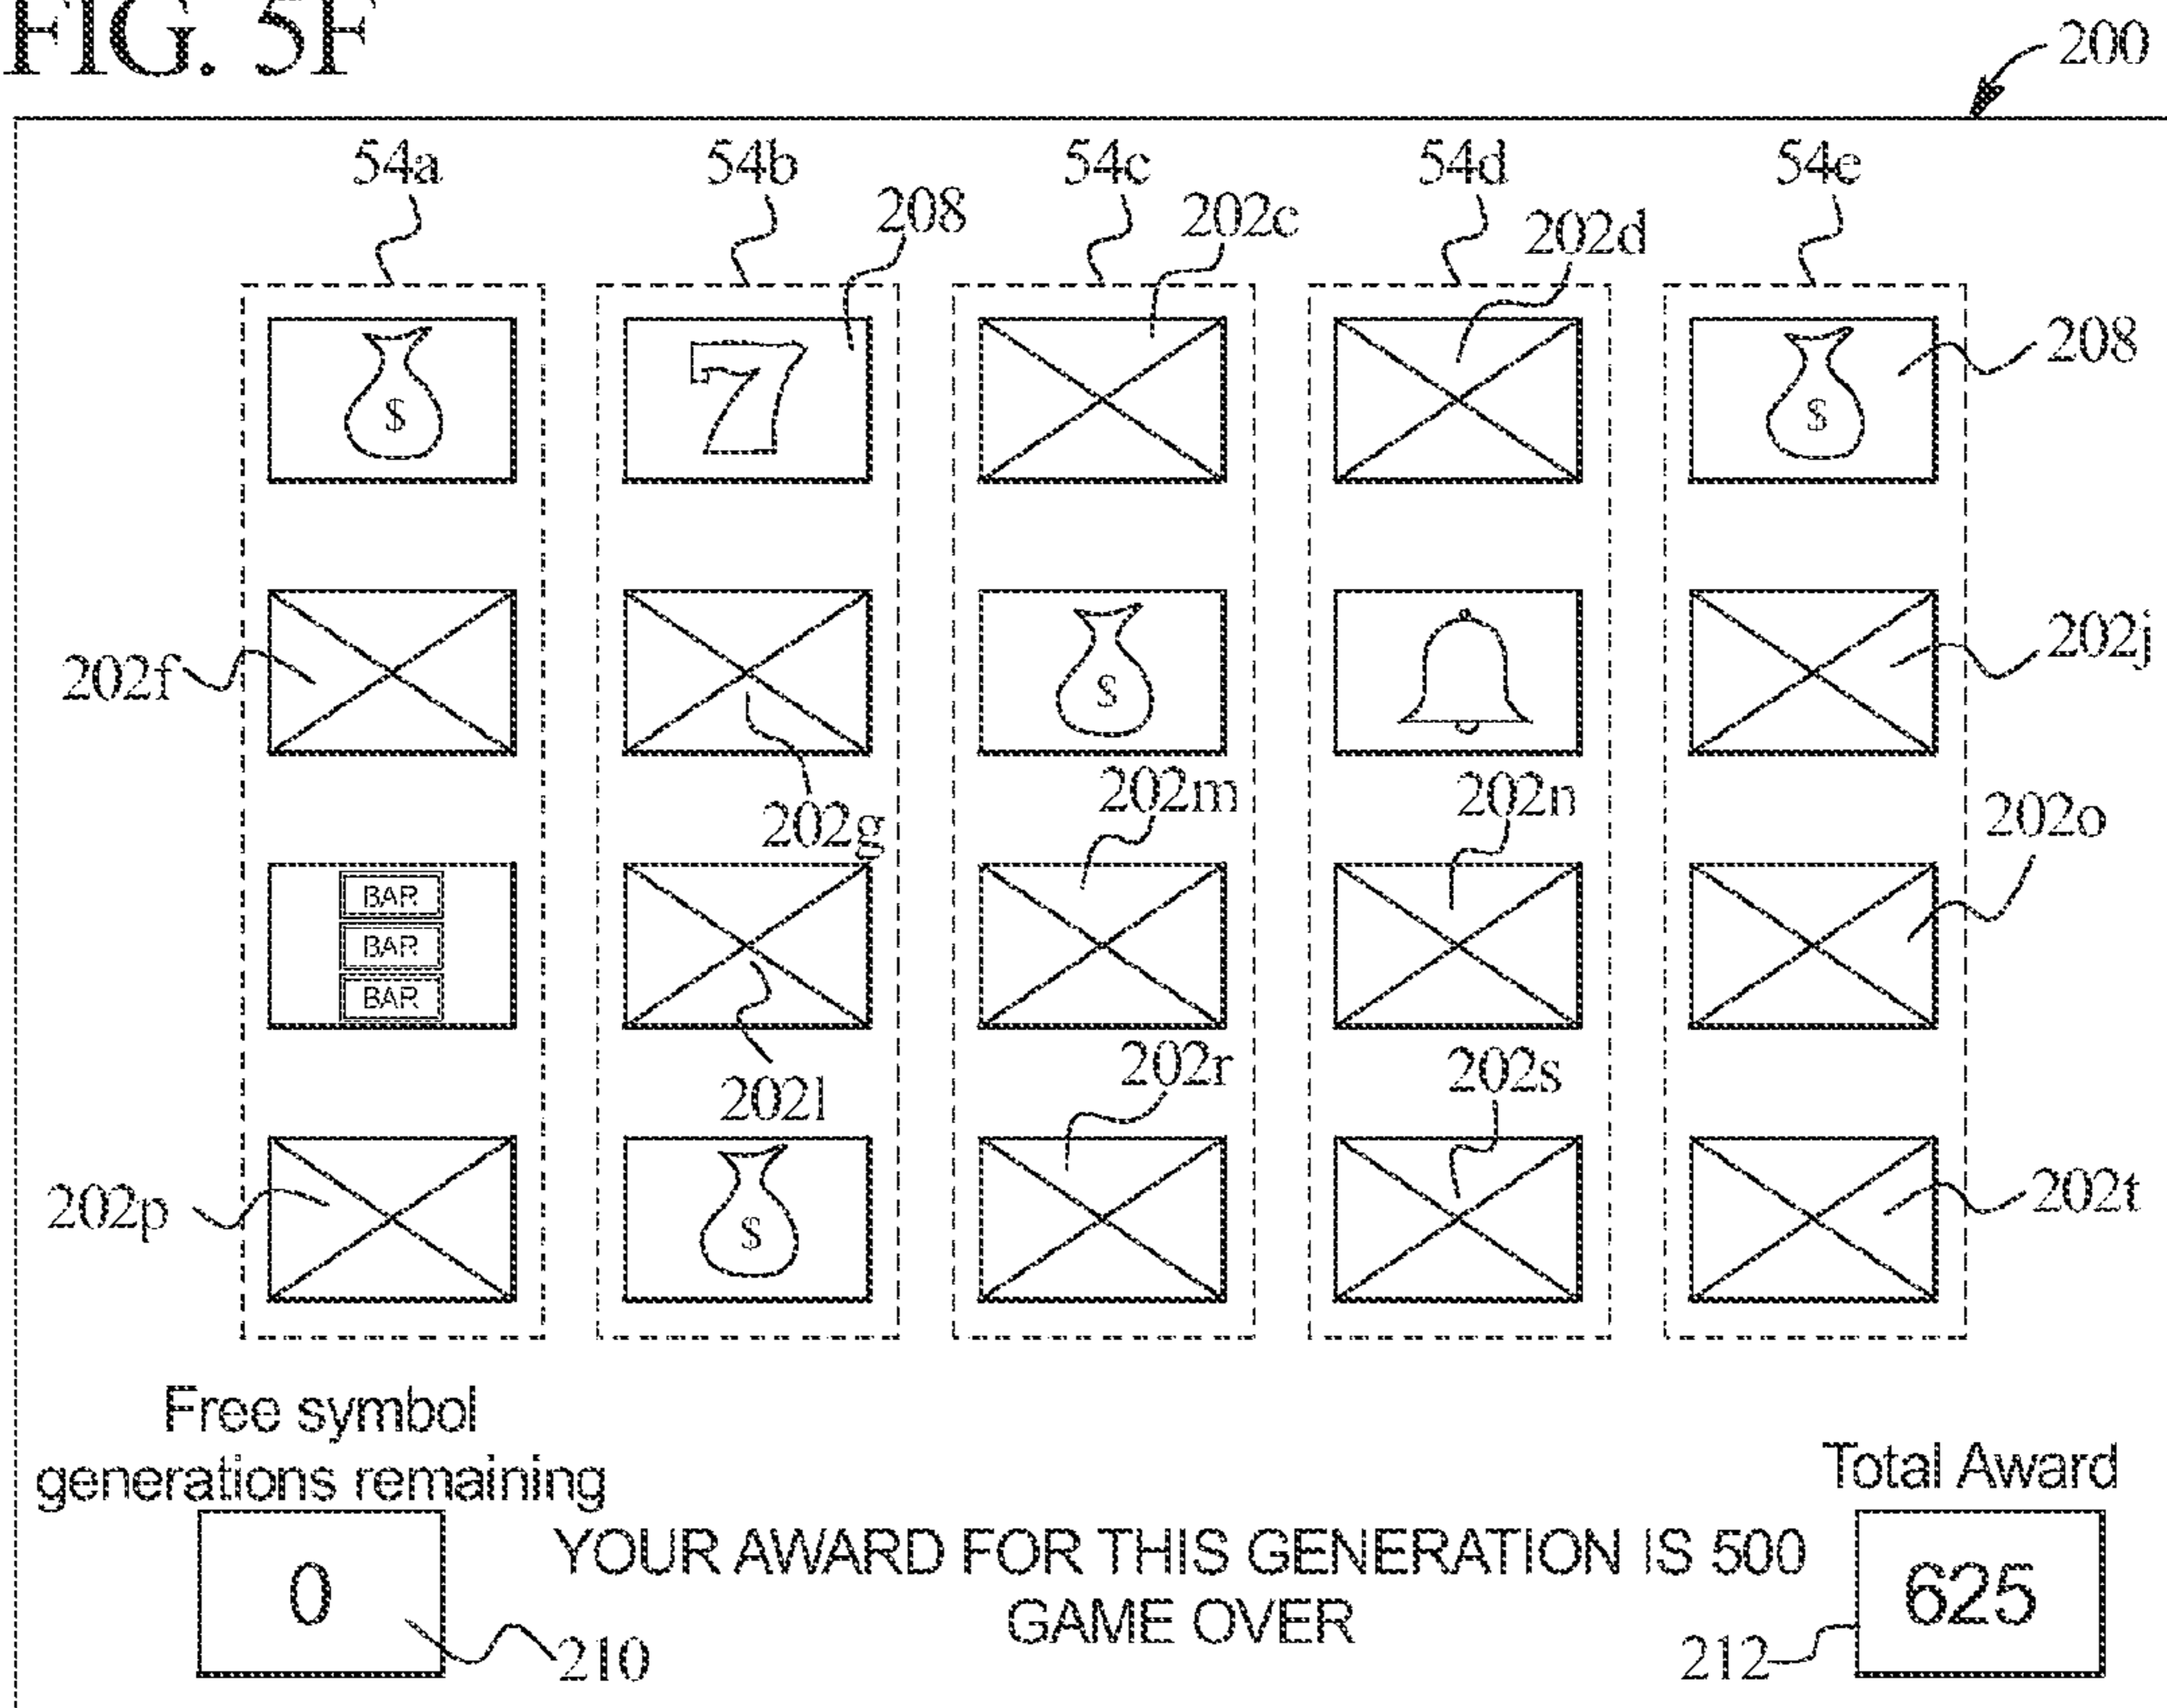 FIG. 5F
200
54a 54b 54c 54d 54e
208 202c 202d
$ 7 $ 208
202f $ 202j
202g 202m 202n 202o
BAR
BAR
BAR
202l 202r 202s
202p $ 202t
Free symbol
generations remaining
Total Award
0 YOUR AWARD FOR THIS GENERATION IS 500 625
GAME OVER
210 212